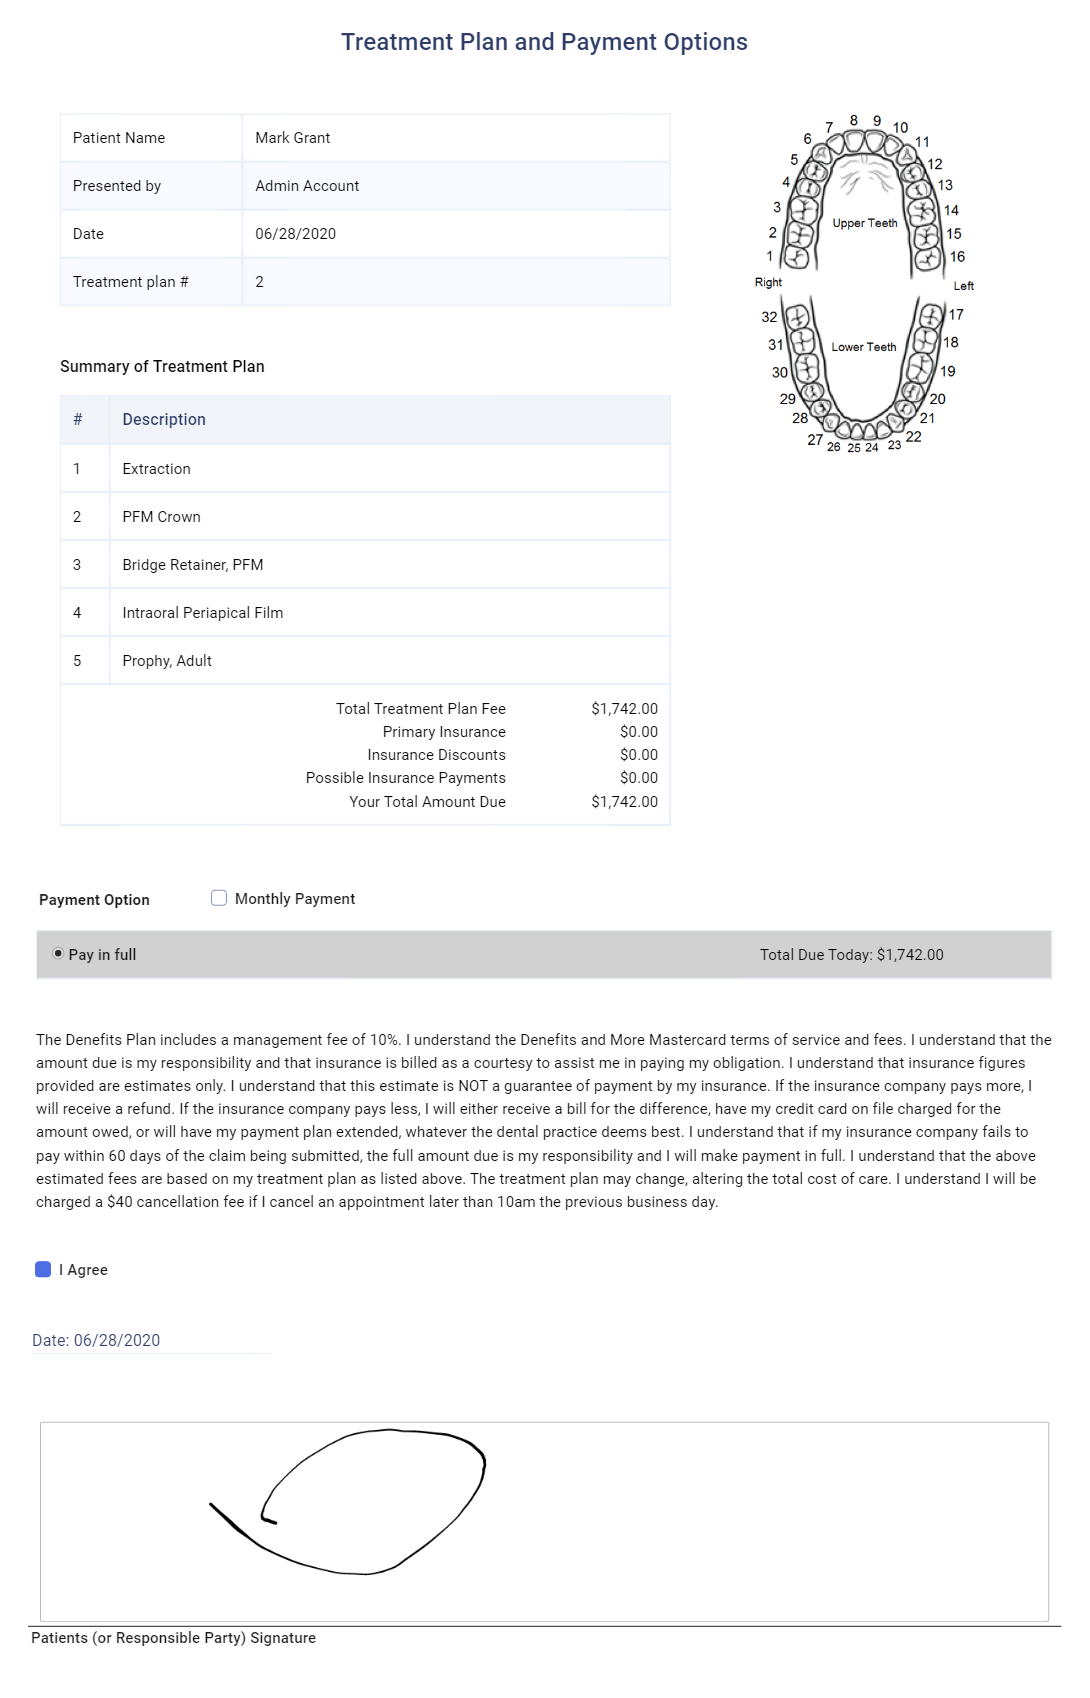 Treatment Plan and Payment Options
Patient Name Mark Grant
Presented by Admin Account
Date 06/28/2020
Treatment plan # 2
8 9
7 10
6 11
5 12
4 13
3 14
Upper Teeth
2 15
1 16
Right Left
32 17
31 Lower Teeth 18
30 19
29 20
28 21
27 22
26 25 24 23
Summary of Treatment Plan
# Description
1 Extraction
2 PFM Crown
3 Bridge Retainer, PFM
4 Intraoral Periapical Film
5 Prophy, Adult
Total Treatment Plan Fee $1,742.00
Primary Insurance $0.00
Insurance Discounts $0.00
Possible Insurance Payments $0.00
Your Total Amount Due $1,742.00
Payment Option Monthly Payment
Pay in full Total Due Today: $1,742.00
The Denefits Plan includes a management fee of 10%. I understand the Denefits and More Mastercard terms of service and fees. I understand that the
amount due is my responsibility and that insurance is billed as a courtesy to assist me in paying my obligation. I understand that insurance figures
provided are estimates only. I understand that this estimate is NOT a guarantee of payment by my insurance. If the insurance company pays more, I
will receive a refund. If the insurance company pays less, I will either receive a bill for the difference, have my credit card on file charged for the
amount owed, or will have my payment plan extended, whatever the dental practice deems best. I understand that if my insurance company fails to
pay within 60 days of the claim being submitted, the full amount due is my responsibility and I will make payment in full. I understand that the above
estimated fees are based on my treatment plan as listed above. The treatment plan may change, altering the total cost of care. I understand I will be
charged a $40 cancellation fee if I cancel an appointment later than 10am the previous business day.
I Agree
Date: 06/28/2020
Patients (or Responsible Party) Signature